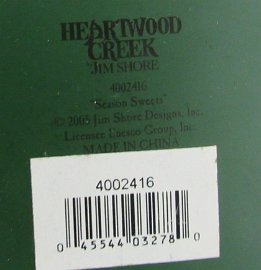 HEARTWOOD
CREEK
BY JIM SHORE
4002416
"Season Sweets"
© 2005 Jim Shore Designs, Inc.
Licensee Enesco Group, Inc.
MADE IN CHINA
4002416
0 45544 03278 0